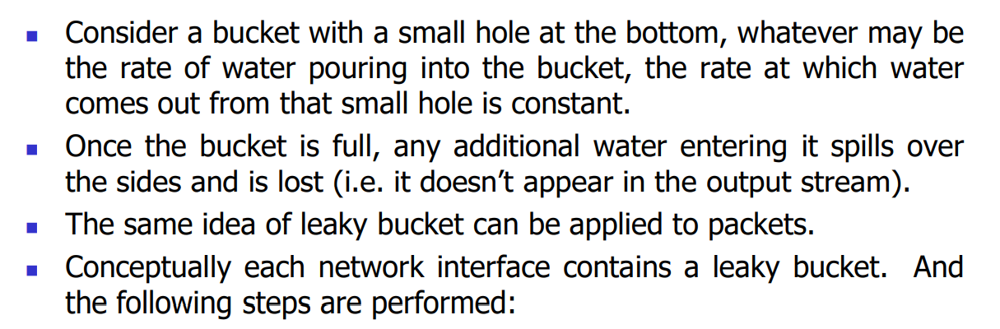 Consider a bucket with a small hole at the bottom, whatever may be
the rate of water pouring into the bucket, the rate at which water
comes out from that small hole is constant.
Once the bucket is full, any additional water entering it spills over
the sides and is lost (i.e. it doesn’t appear in the output stream).
The same idea of leaky bucket can be applied to packets.
Conceptually each network interface contains a leaky bucket. And
the following steps are performed: